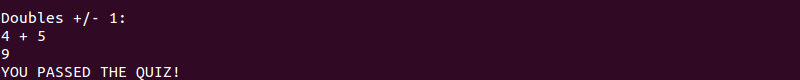 Doubles +/- 1:
4 + 5
9
YOU PASSED THE QUIZ!